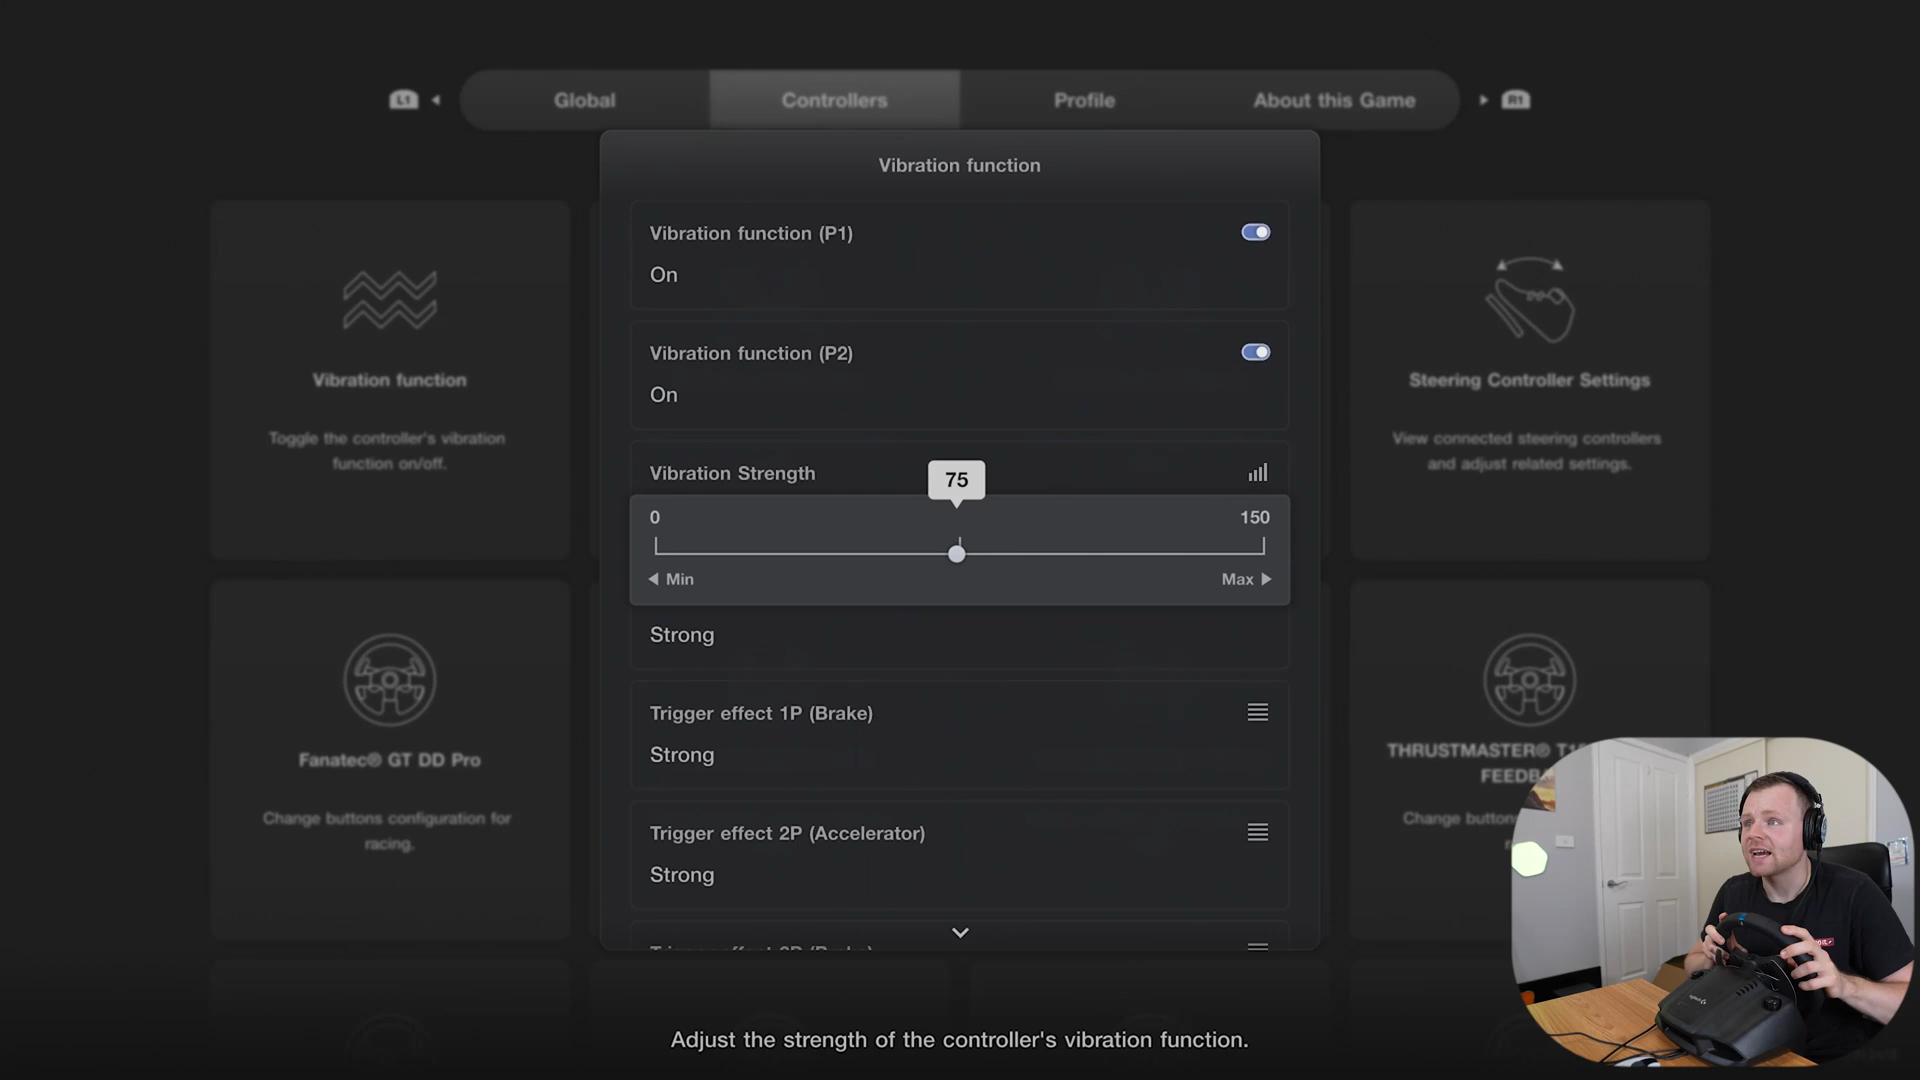 L1 Global Controllers Profile About this Game R1
Vibration function
Vibration function (P1)
On
Vibration function (P2)
On
Vibration Strength
75
0 150
Min Max
Strong
Trigger effect 1P (Brake)
Strong
Trigger effect 2P (Accelerator)
Strong
Vibration function
Toggle the controller's vibration
function on/off.
Steering Controller Settings
View connected steering controllers
and adjust related settings.
Fanatec® GT DD Pro
Change buttons configuration for
racing.
THRUSTMASTER®
Change
Adjust the strength of the controller's vibration function.